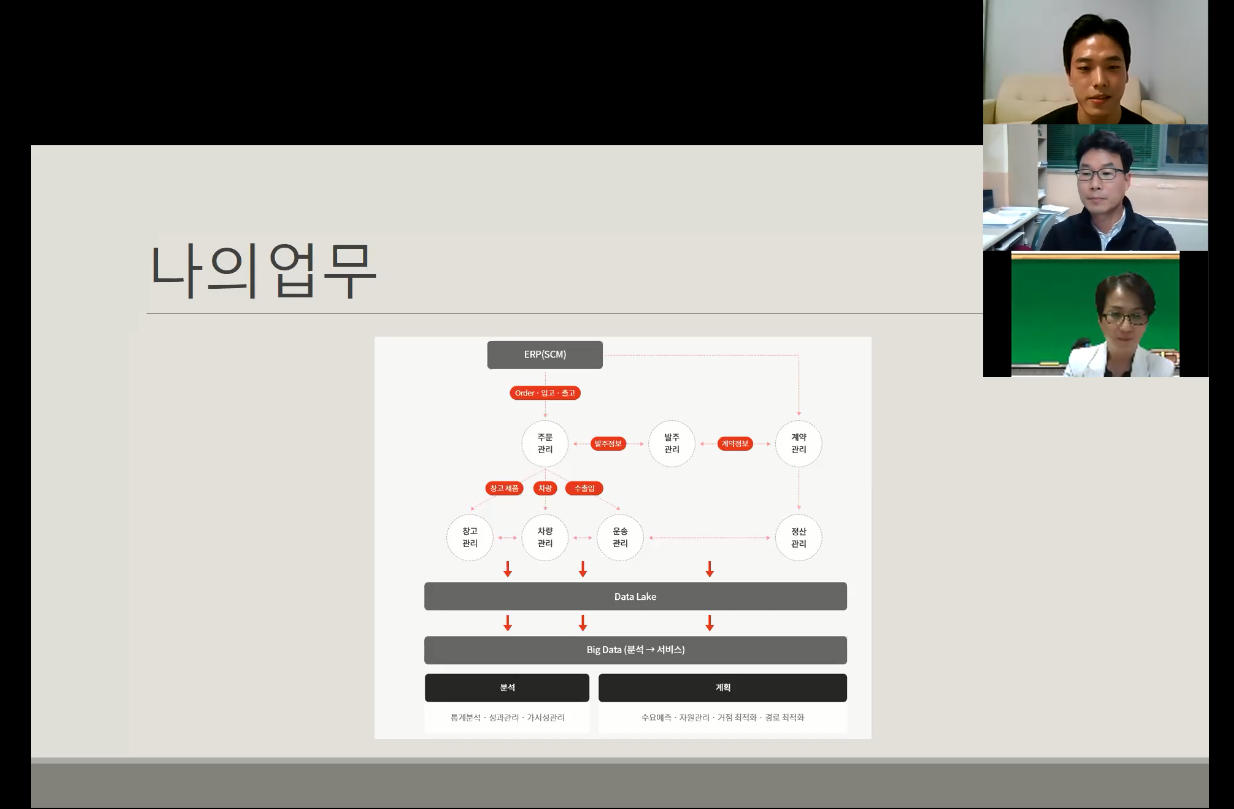 나의업무
ERP(SCM)
Order · 입고 · 출고
주문
관리
발주정보
발주
관리
계약정보
계약
관리
창고 제품
차량
수출입
창고
관리
차량
관리
운송
관리
정산
관리
Data Lake
Big Data (분석 → 서비스)
분석
계획
통계분석 · 성과관리 · 가시성관리
수요예측 · 자원관리 · 거점 최적화 · 경로 최적화